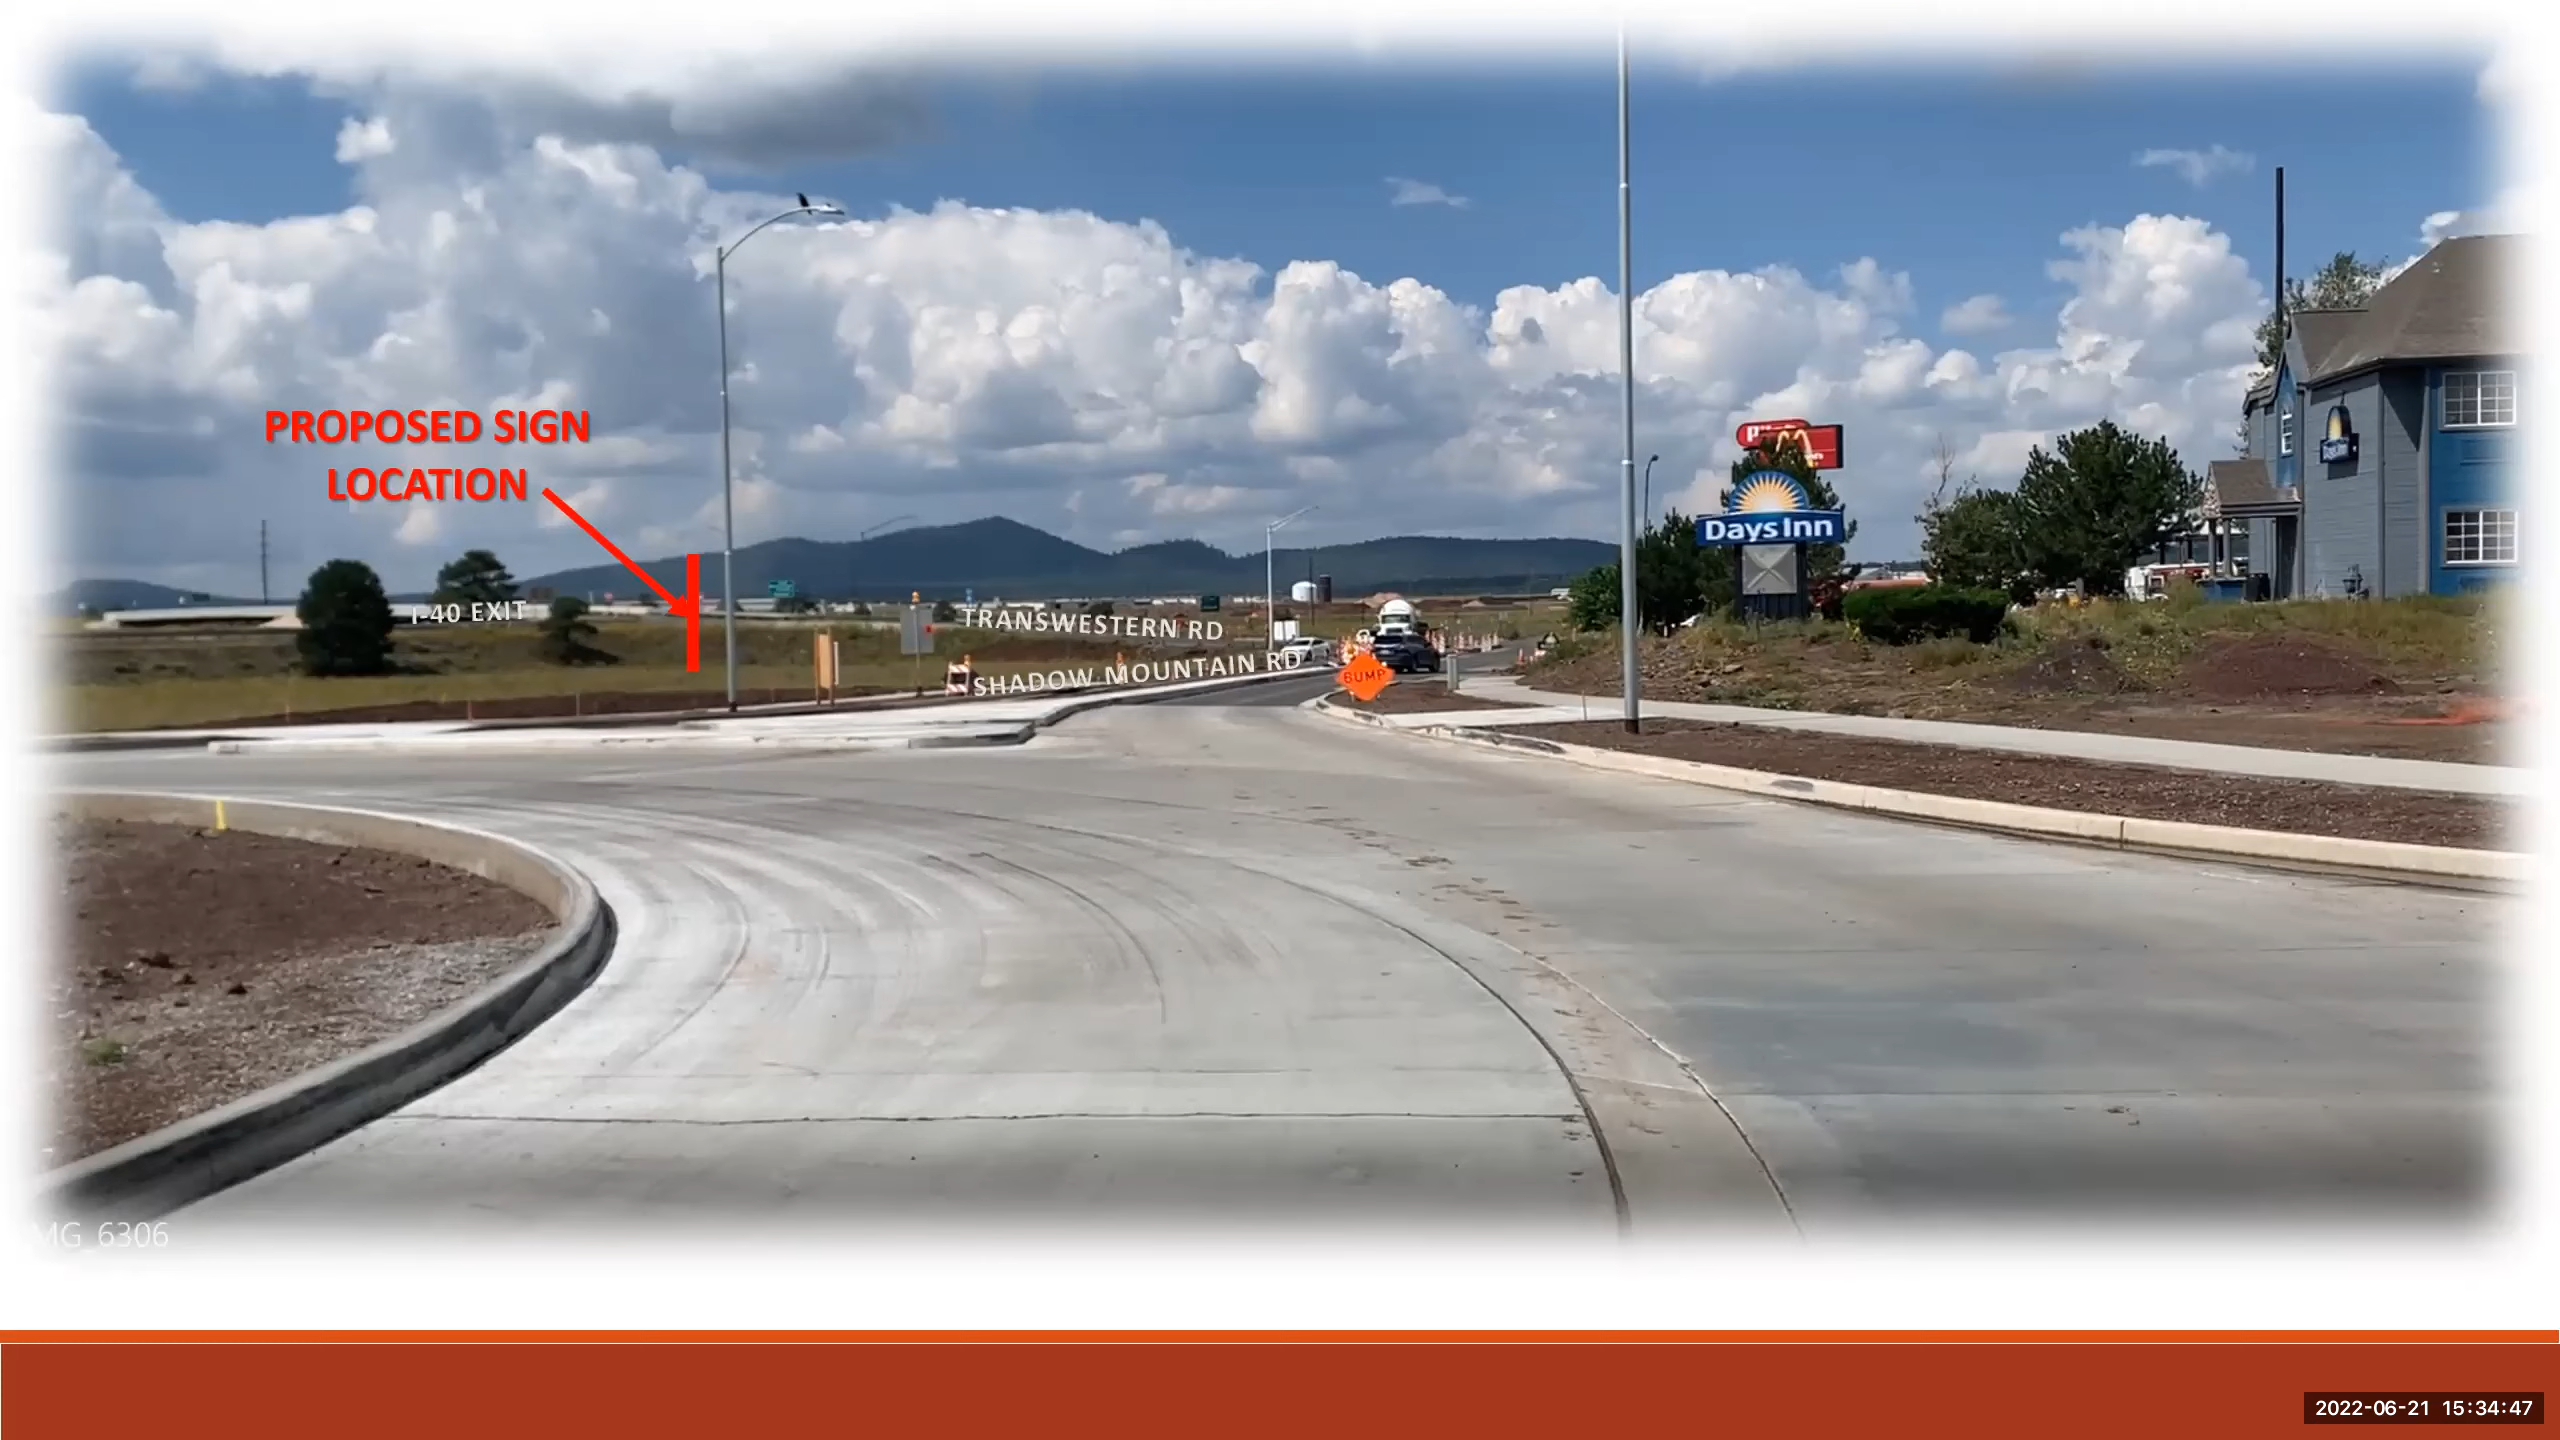 PROPOSED SIGN
LOCATION
I-40 EXIT
TRANSWESTERN RD
SHADOW MOUNTAIN RD
BUMP
Days Inn
MG_6306
2022-06-21 15:34:47